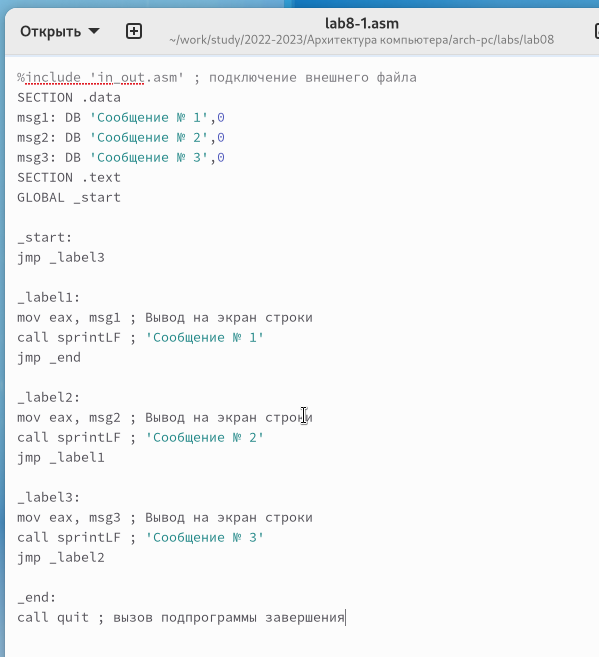 Открыть
lab8-1.asm
~/work/study/2022-2023/Архитектура компьютера/arch-pc/labs/lab08
%include 'in_out.asm' ; подключение внешнего файла
SECTION .data
msg1: DB 'Сообщение № 1',0
msg2: DB 'Сообщение № 2',0
msg3: DB 'Сообщение № 3',0
SECTION .text
GLOBAL _start
_start:
jmp _label3
_label1:
mov eax, msg1 ; Вывод на экран строки
call sprintLF ; 'Сообщение № 1'
jmp _end
_label2:
mov eax, msg2 ; Вывод на экран строки
call sprintLF ; 'Сообщение № 2'
jmp _label1
_label3:
mov eax, msg3 ; Вывод на экран строки
call sprintLF ; 'Сообщение № 3'
jmp _label2
_end:
call quit ; вызов подпрограммы завершения